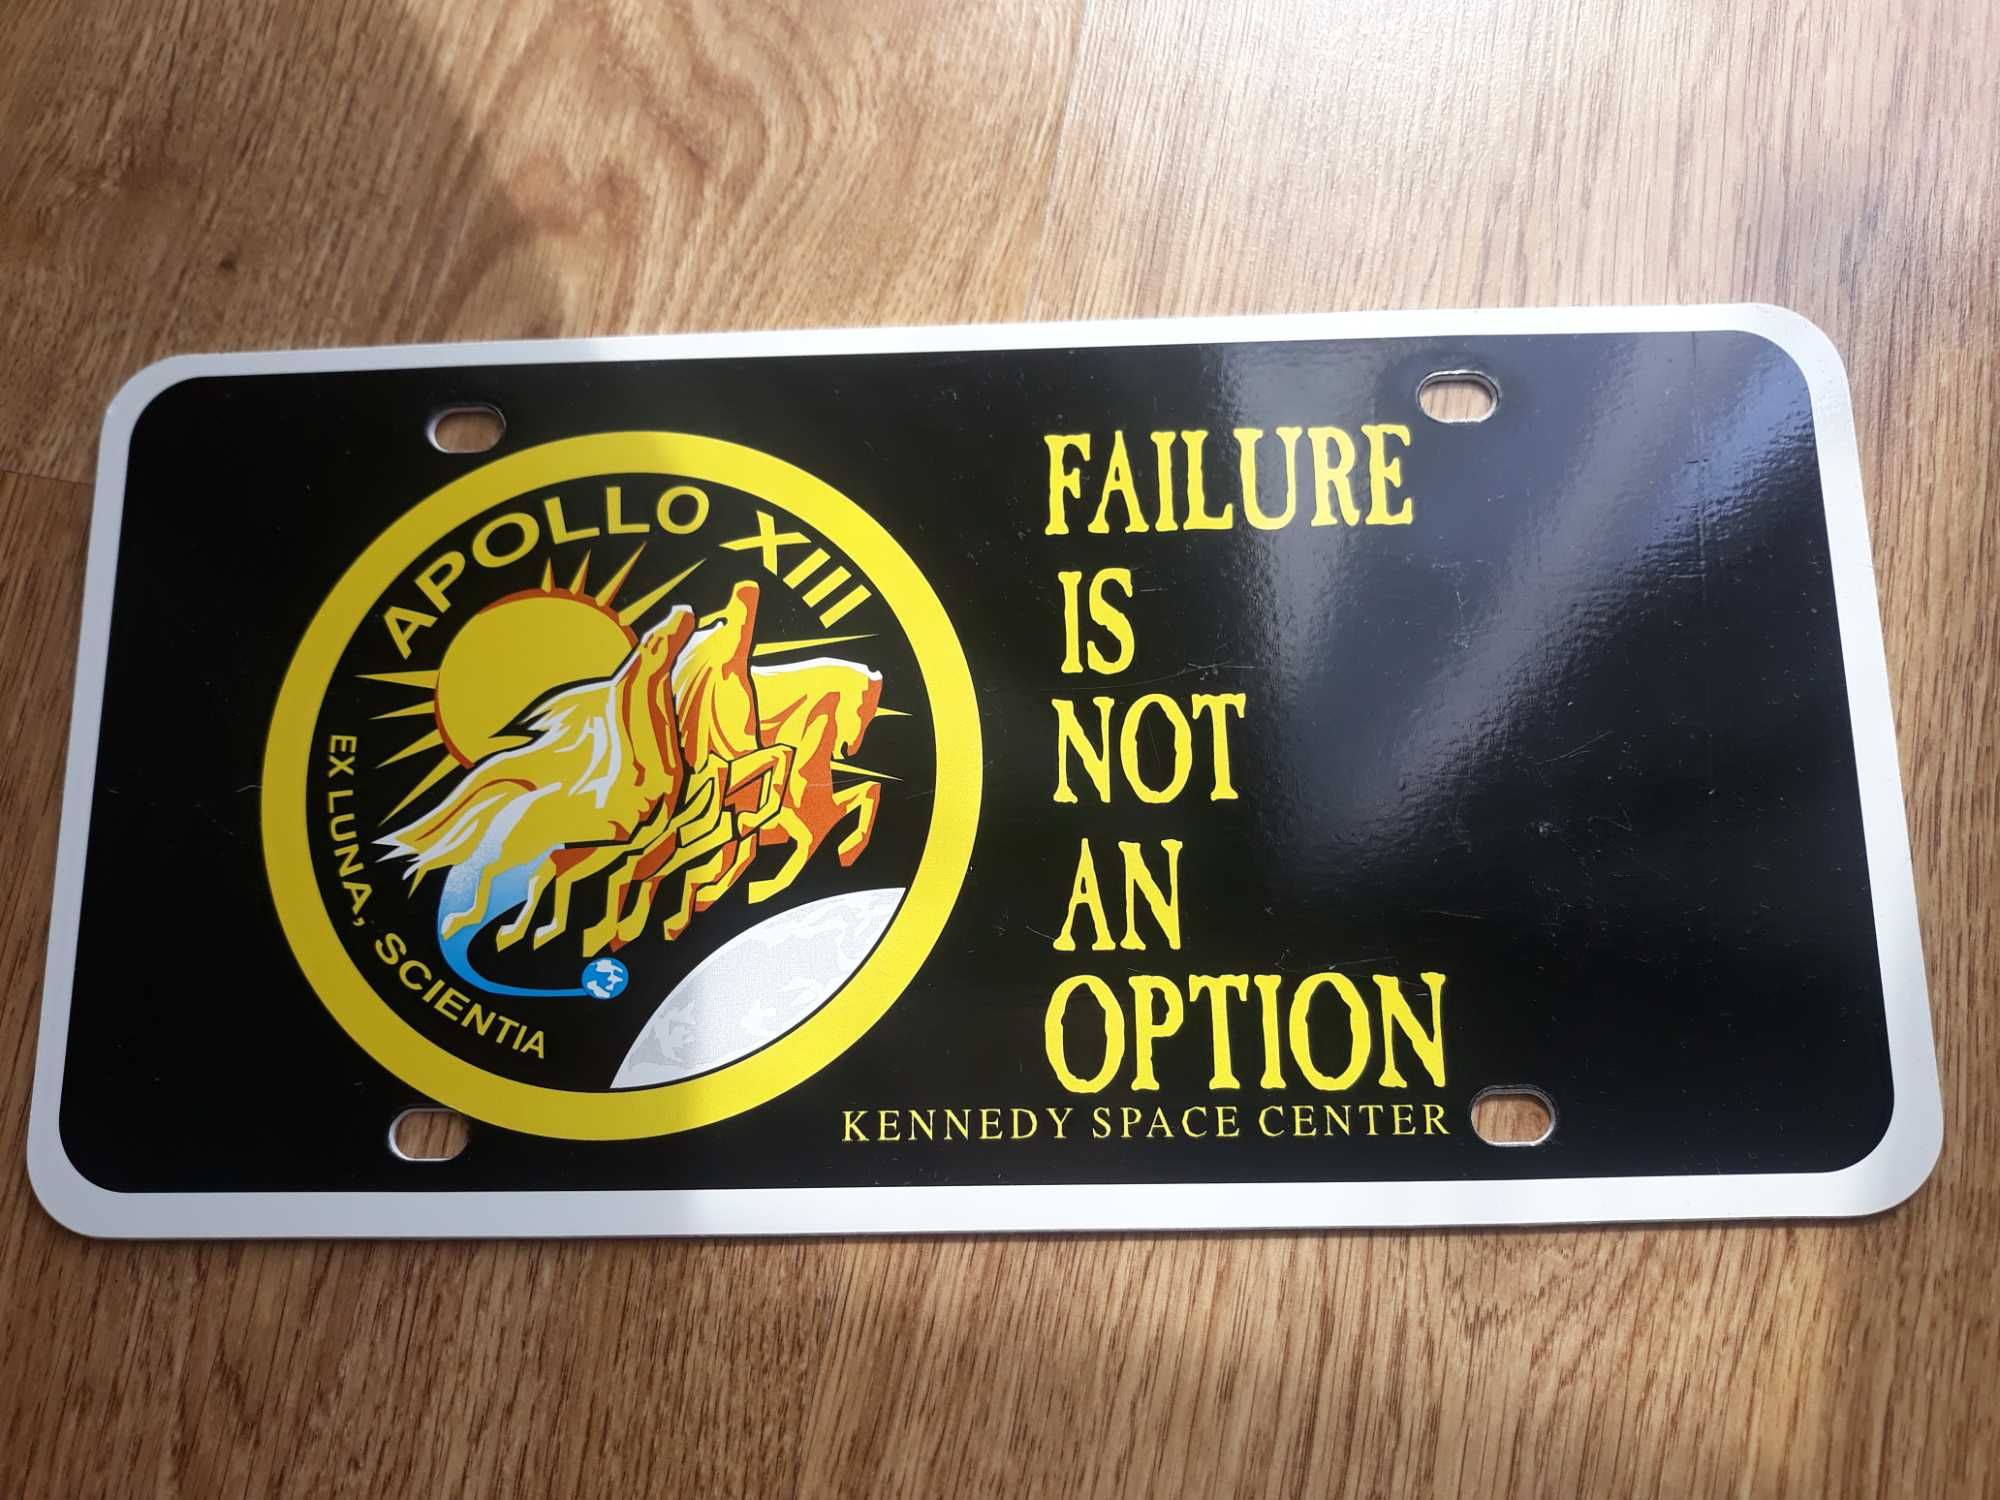 APOLLO XIII
EX LUNA, SCIENTIA
FAILURE
IS
NOT
AN
OPTION
KENNEDY SPACE CENTER